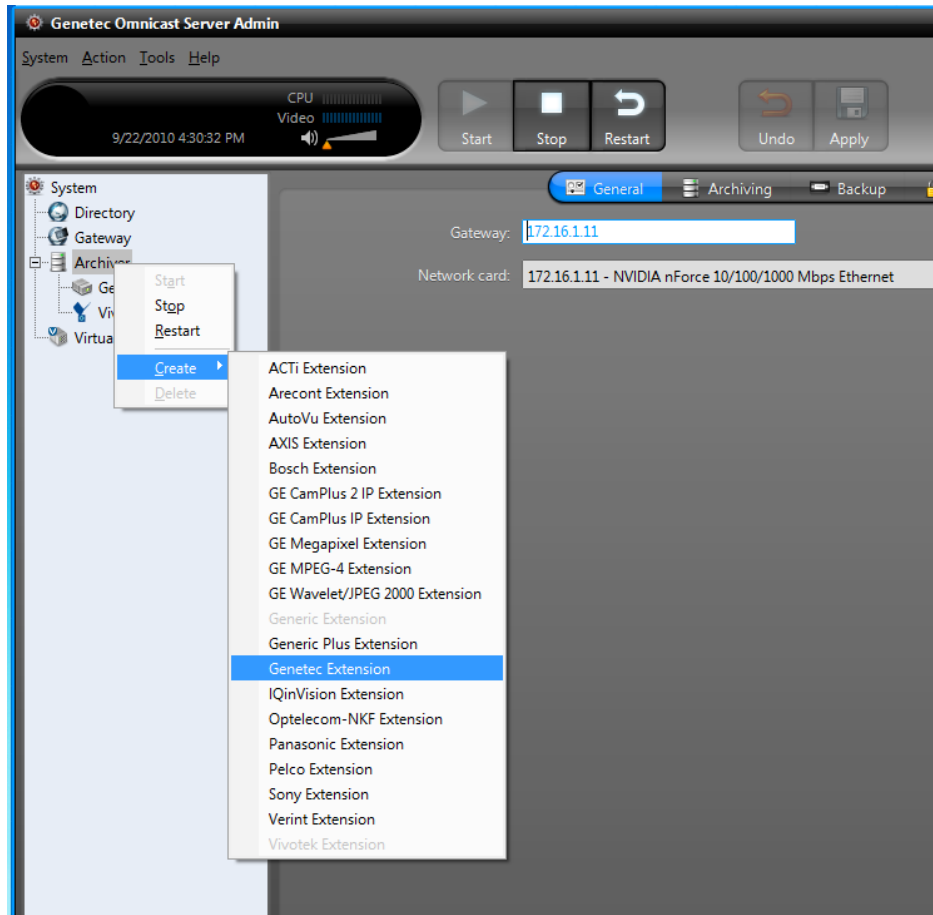 Genetec Omnicast Server Admin
System Action Tools Help
CPU
Video
9/22/2010 4:30:32 PM
Start Stop Restart Undo Apply
System
Directory
Gateway
Archiver
General Archiving Backup
Gateway: 172.16.1.11
Network card: 172.16.1.11 - NVIDIA nForce 10/100/1000 Mbps Ethernet
Start
Stop
Restart
Create
Delete
ACTi Extension
Arecont Extension
AutoVu Extension
AXIS Extension
Bosch Extension
GE CamPlus 2 IP Extension
GE CamPlus IP Extension
GE Megapixel Extension
GE MPEG-4 Extension
GE Wavelet/JPEG 2000 Extension
Generic Extension
Generic Plus Extension
Genetec Extension
IQinVision Extension
Optelecom-NKF Extension
Panasonic Extension
Pelco Extension
Sony Extension
Verint Extension
Vivotek Extension